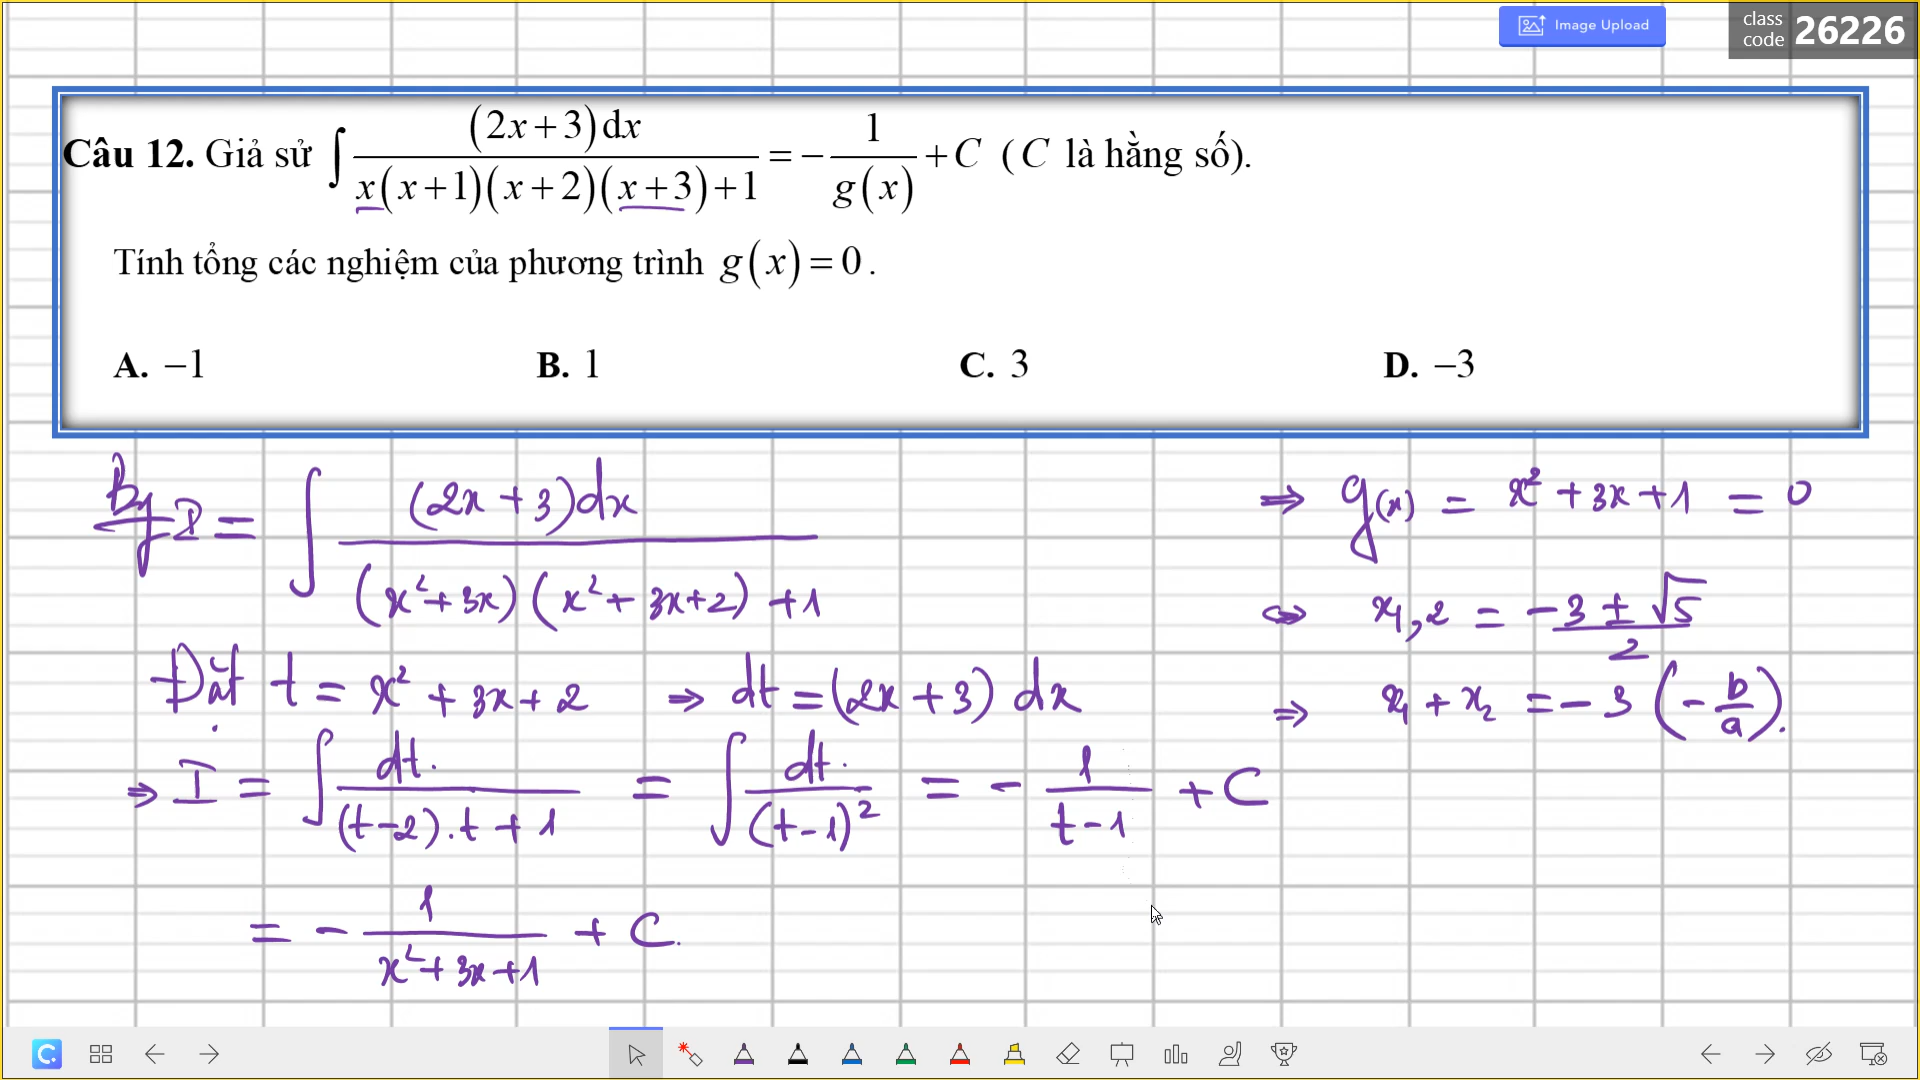 Image Upload
class code 26226
Câu 12. Giả sử ∫ (2x+3)dx / (x(x+1)(x+2)(x+3)+1) = − 1/g(x) + C (C là hằng số).
Tính tổng các nghiệm của phương trình g(x) = 0.
A. −1 B. 1 C. 3 D. −3
I = ∫ (2x+3)dx / ((x²+3x)(x²+3x+2)+1)
Đặt t = x²+3x+2 ⇒ dt = (2x+3) dx
⇒ I = ∫ dt / ((t−2).t+1) = ∫ dt / (t−1)² = − 1/(t−1) + C
= − 1/(x²+3x+1) + C.
⇒ g(x) = x²+3x+1 = 0
⇔ x1,2 = (−3 ± √5)/2
⇒ x₁ + x₂ = −3 (−b/a).